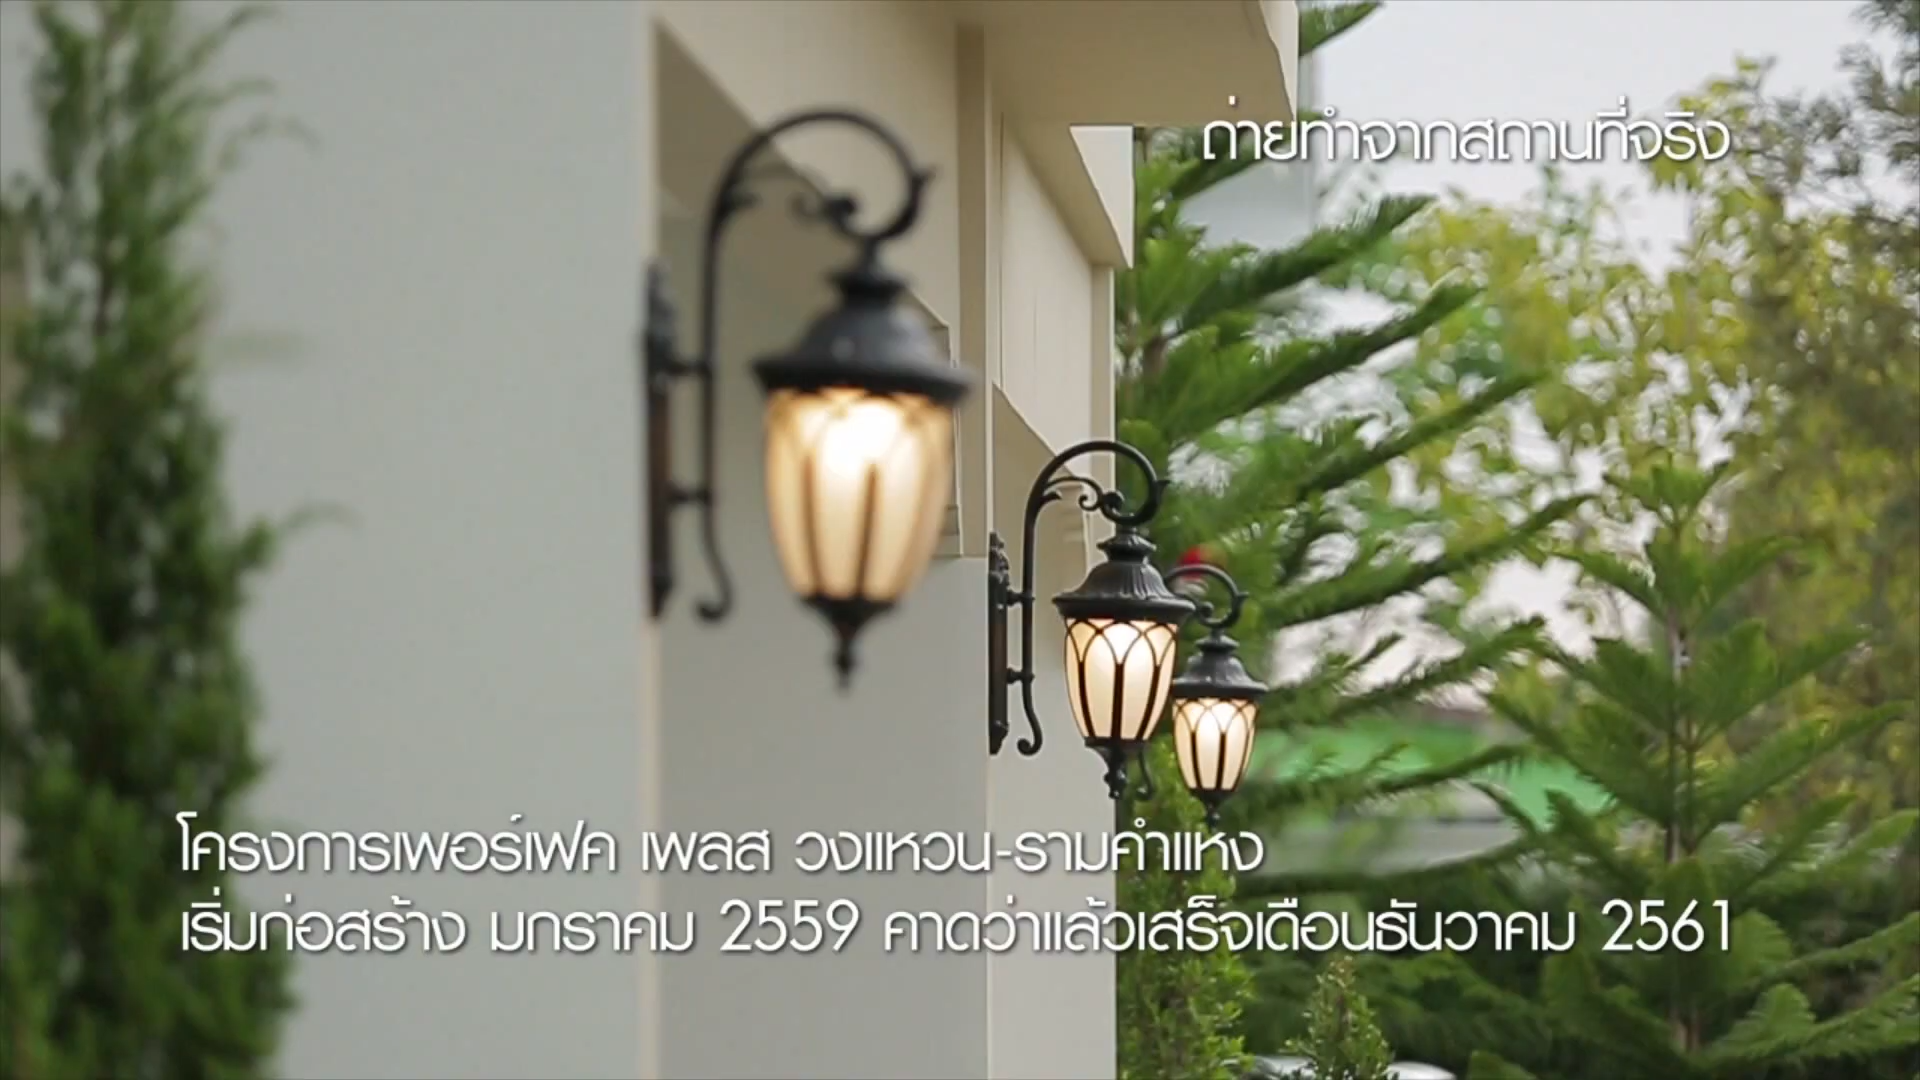 ถ่ายทำจากสถานที่จริง
โครงการเพอร์เฟค เพลส วงแหวน-รามคำแหง
เริ่มก่อสร้าง มกราคม 2559 คาดว่าแล้วเสร็จเดือนธันวาคม 2561